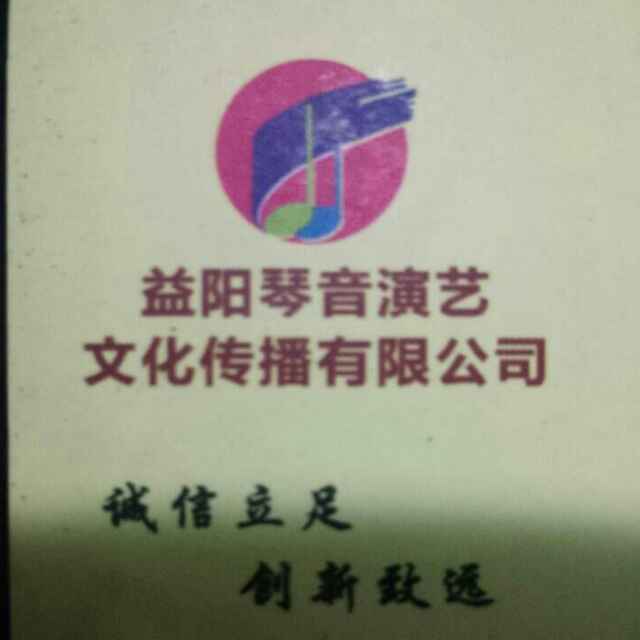 益阳琴音演艺
文化传播有限公司
诚信立足
创新致远